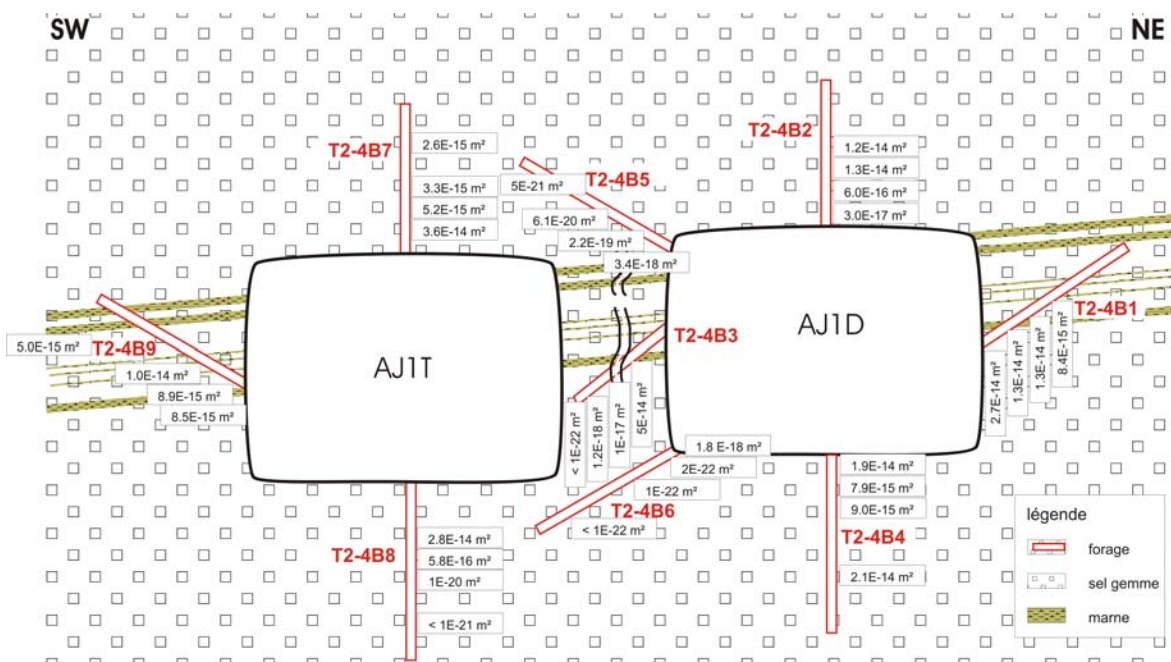 SW
NE
T2-4B7
2.6E-15 m²
3.3E-15 m²
5.2E-15 m²
3.6E-14 m²
T2-4B5
5E-21 m²
6.1E-20 m²
2.2E-19 m²
3.4E-18 m²
T2-4B2
1.2E-14 m²
1.3E-14 m²
6.0E-16 m²
3.0E-17 m²
T2-4B9
5.0E-15 m²
1.0E-14 m²
8.9E-15 m²
8.5E-15 m²
AJ1T
T2-4B3
< 1E-22 m²
1.2E-18 m²
1E-17 m²
5E-14 m²
AJ1D
T2-4B1
2.7E-14 m²
1.3E-14 m²
1.3E-14 m²
8.4E-15 m²
1.8 E-18 m²
2E-22 m²
1E-22 m²
T2-4B6
< 1E-22 m²
T2-4B8
2.8E-14 m²
5.8E-16 m²
1E-20 m²
< 1E-21 m²
1.9E-14 m²
7.9E-15 m²
9.0E-15 m²
T2-4B4
2.1E-14 m²
légende
forage
sel gemme
marne